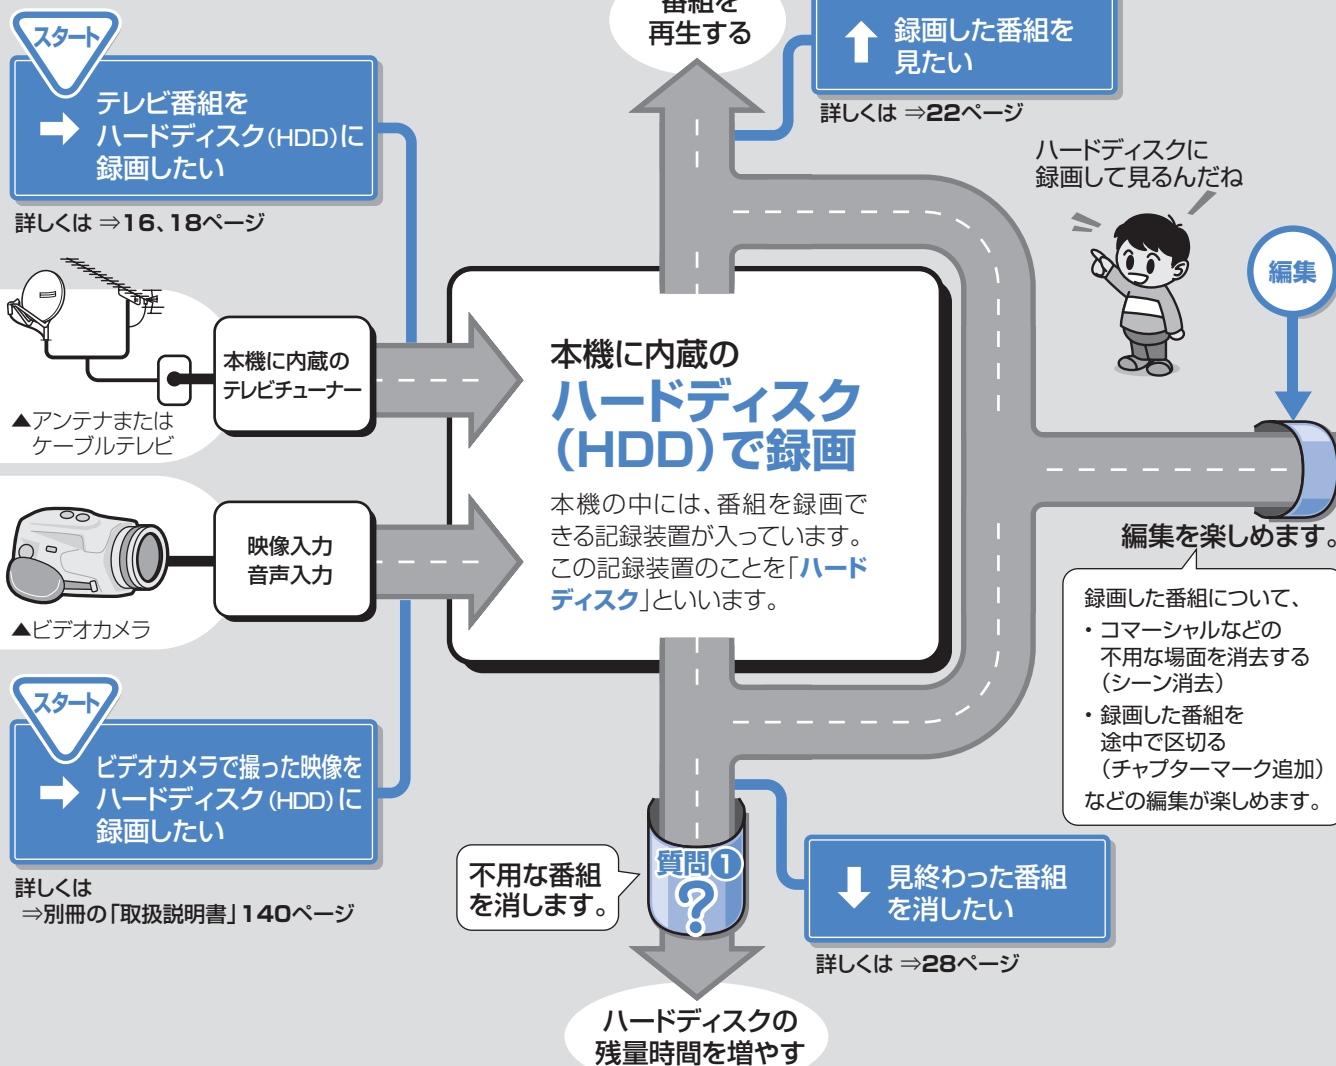 スタート
テレビ番組を
ハードディスク(HDD)に
録画したい
詳しくは ⇒16、18ページ
▲アンテナまたは
ケーブルテレビ
本機に内蔵の
テレビチューナー
▲ビデオカメラ
映像入力
音声入力
スタート
ビデオカメラで撮った映像を
ハードディスク(HDD)に
録画したい
詳しくは
⇒別冊の「取扱説明書」140ページ
番組を
再生する
録画した番組を
見たい
詳しくは ⇒22ページ
ハードディスクに
録画して見るんだね
本機に内蔵の
ハードディスク
(HDD)で録画
本機の中には、番組を録画で
きる記録装置が入っています。
この記録装置のことを「ハード
ディスク」といいます。
編集
編集を楽しめます。
録画した番組について、
・コマーシャルなどの
不用な場面を消去する
(シーン消去)
・録画した番組を
途中で区切る
(チャプターマーク追加)
などの編集が楽しめます。
不用な番組
を消します。
質問①
?
見終わった番組
を消したい
詳しくは ⇒28ページ
ハードディスクの
残量時間を増やす